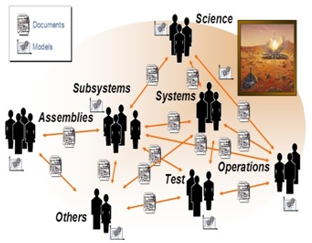 Documents
Models
Science
Subsystems
Systems
Assemblies
Operations
Test
Others